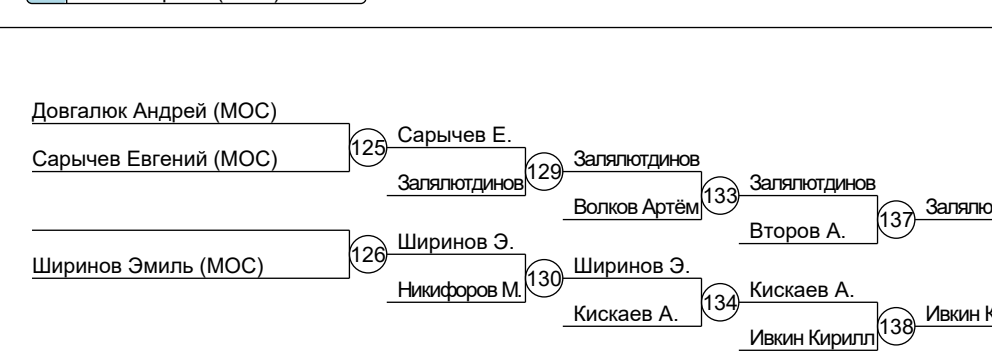 Довгалюк Андрей (МОС)
Сарычев Евгений (МОС)
125
Сарычев Е.
Залялютдинов
129
Залялютдинов
Волков Артём
133
Залялютдинов
Второв А.
137
Ширинов Эмиль (МОС)
126
Ширинов Э.
Никифоров М.
130
Ширинов Э.
Кискаев А.
134
Кискаев А.
Ивкин Кирилл
138
Ивкин